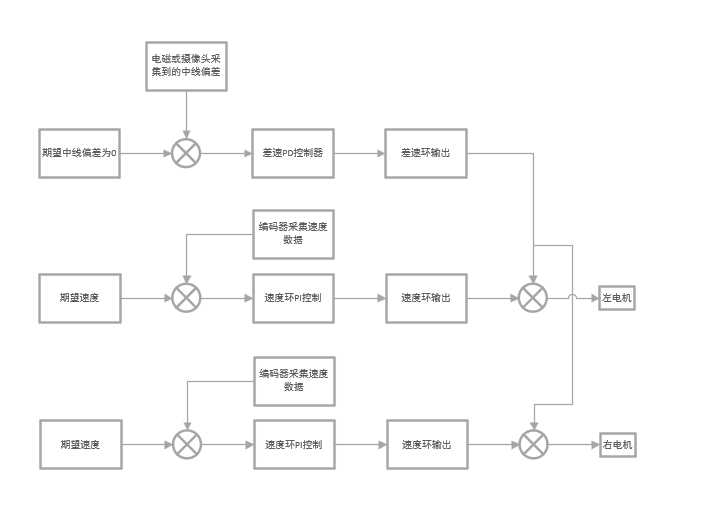 电磁或摄像头采
集到的中线偏差
期望中线偏差为0
差速PD控制器
差速环输出
编码器采集速度
数据
期望速度
速度环PI控制
速度环输出
左电机
编码器采集速度
数据
期望速度
速度环PI控制
速度环输出
右电机